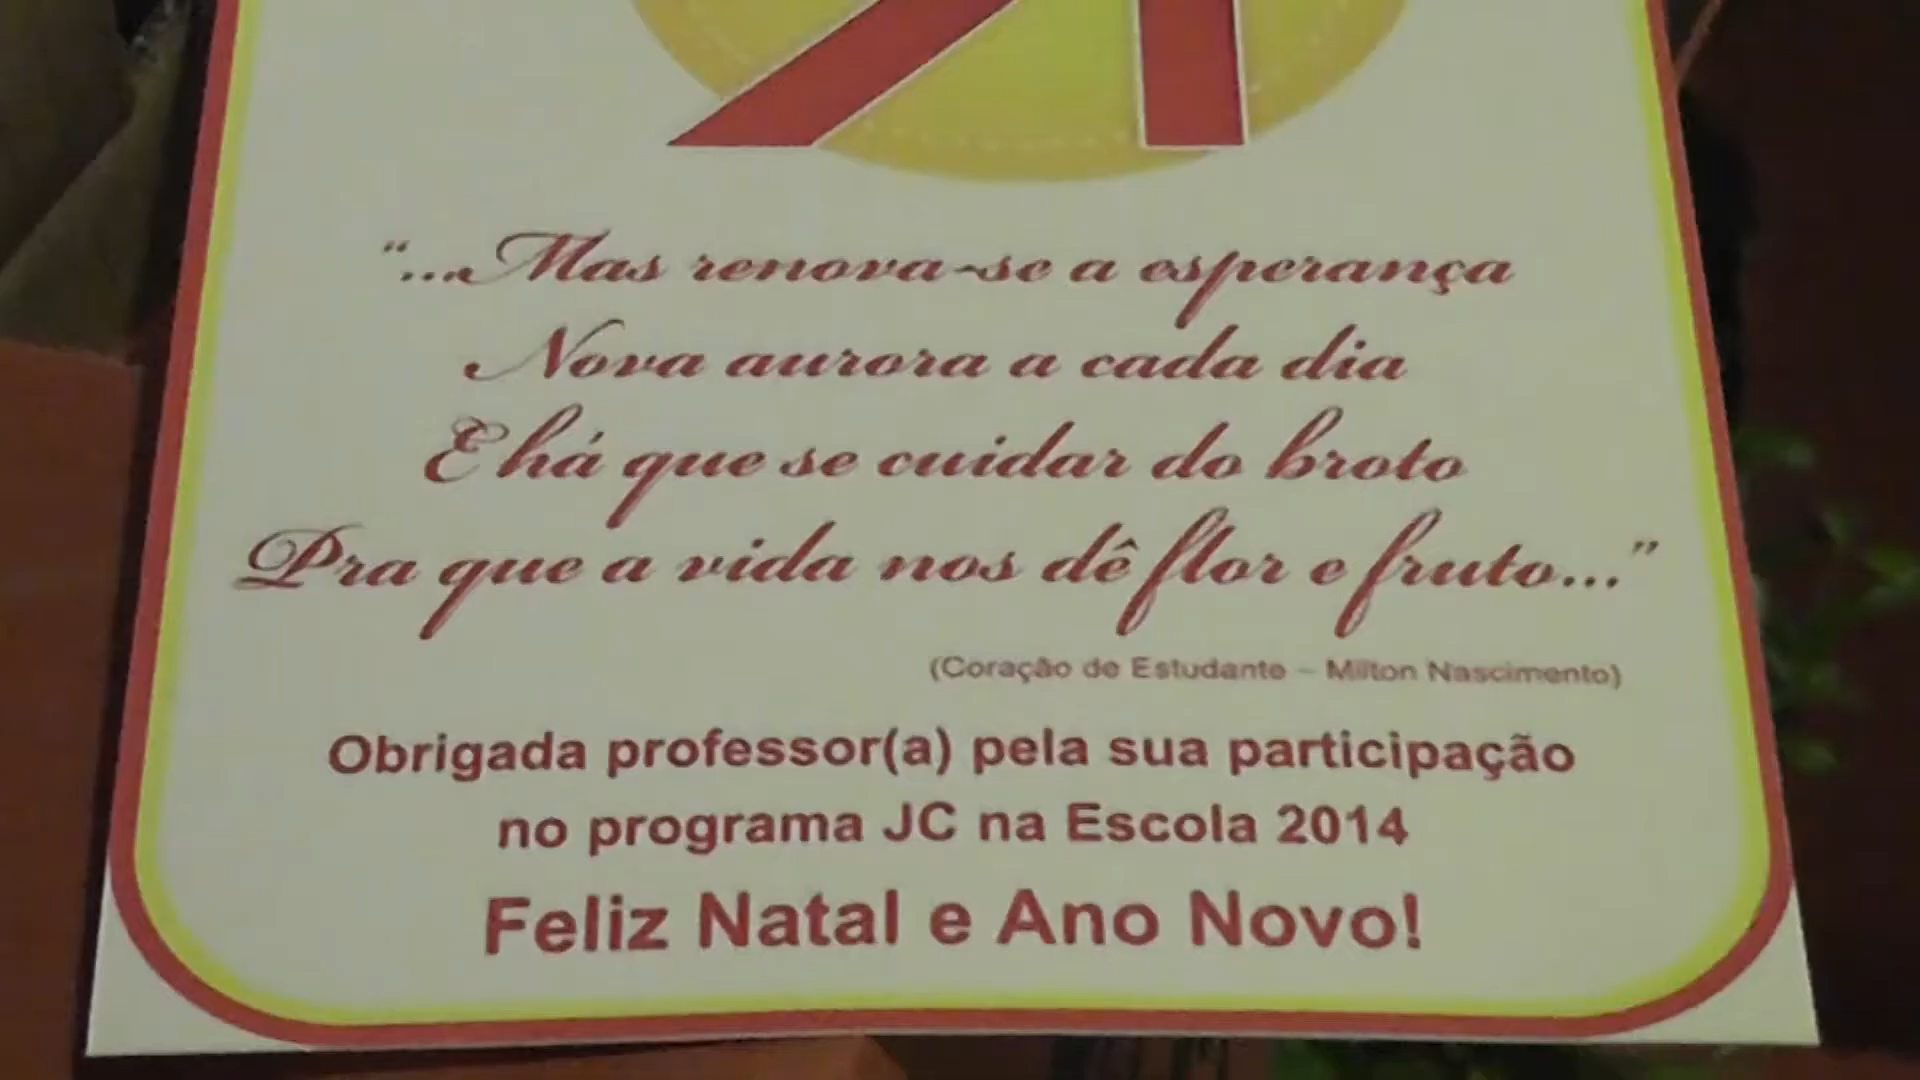 “...Mas renova-se a esperança
Nova aurora a cada dia
E há que se cuidar do broto
Pra que a vida nos dê flor e fruto...”
(Coração de Estudante – Milton Nascimento)
Obrigada professor(a) pela sua participação
no programa JC na Escola 2014
Feliz Natal e Ano Novo!